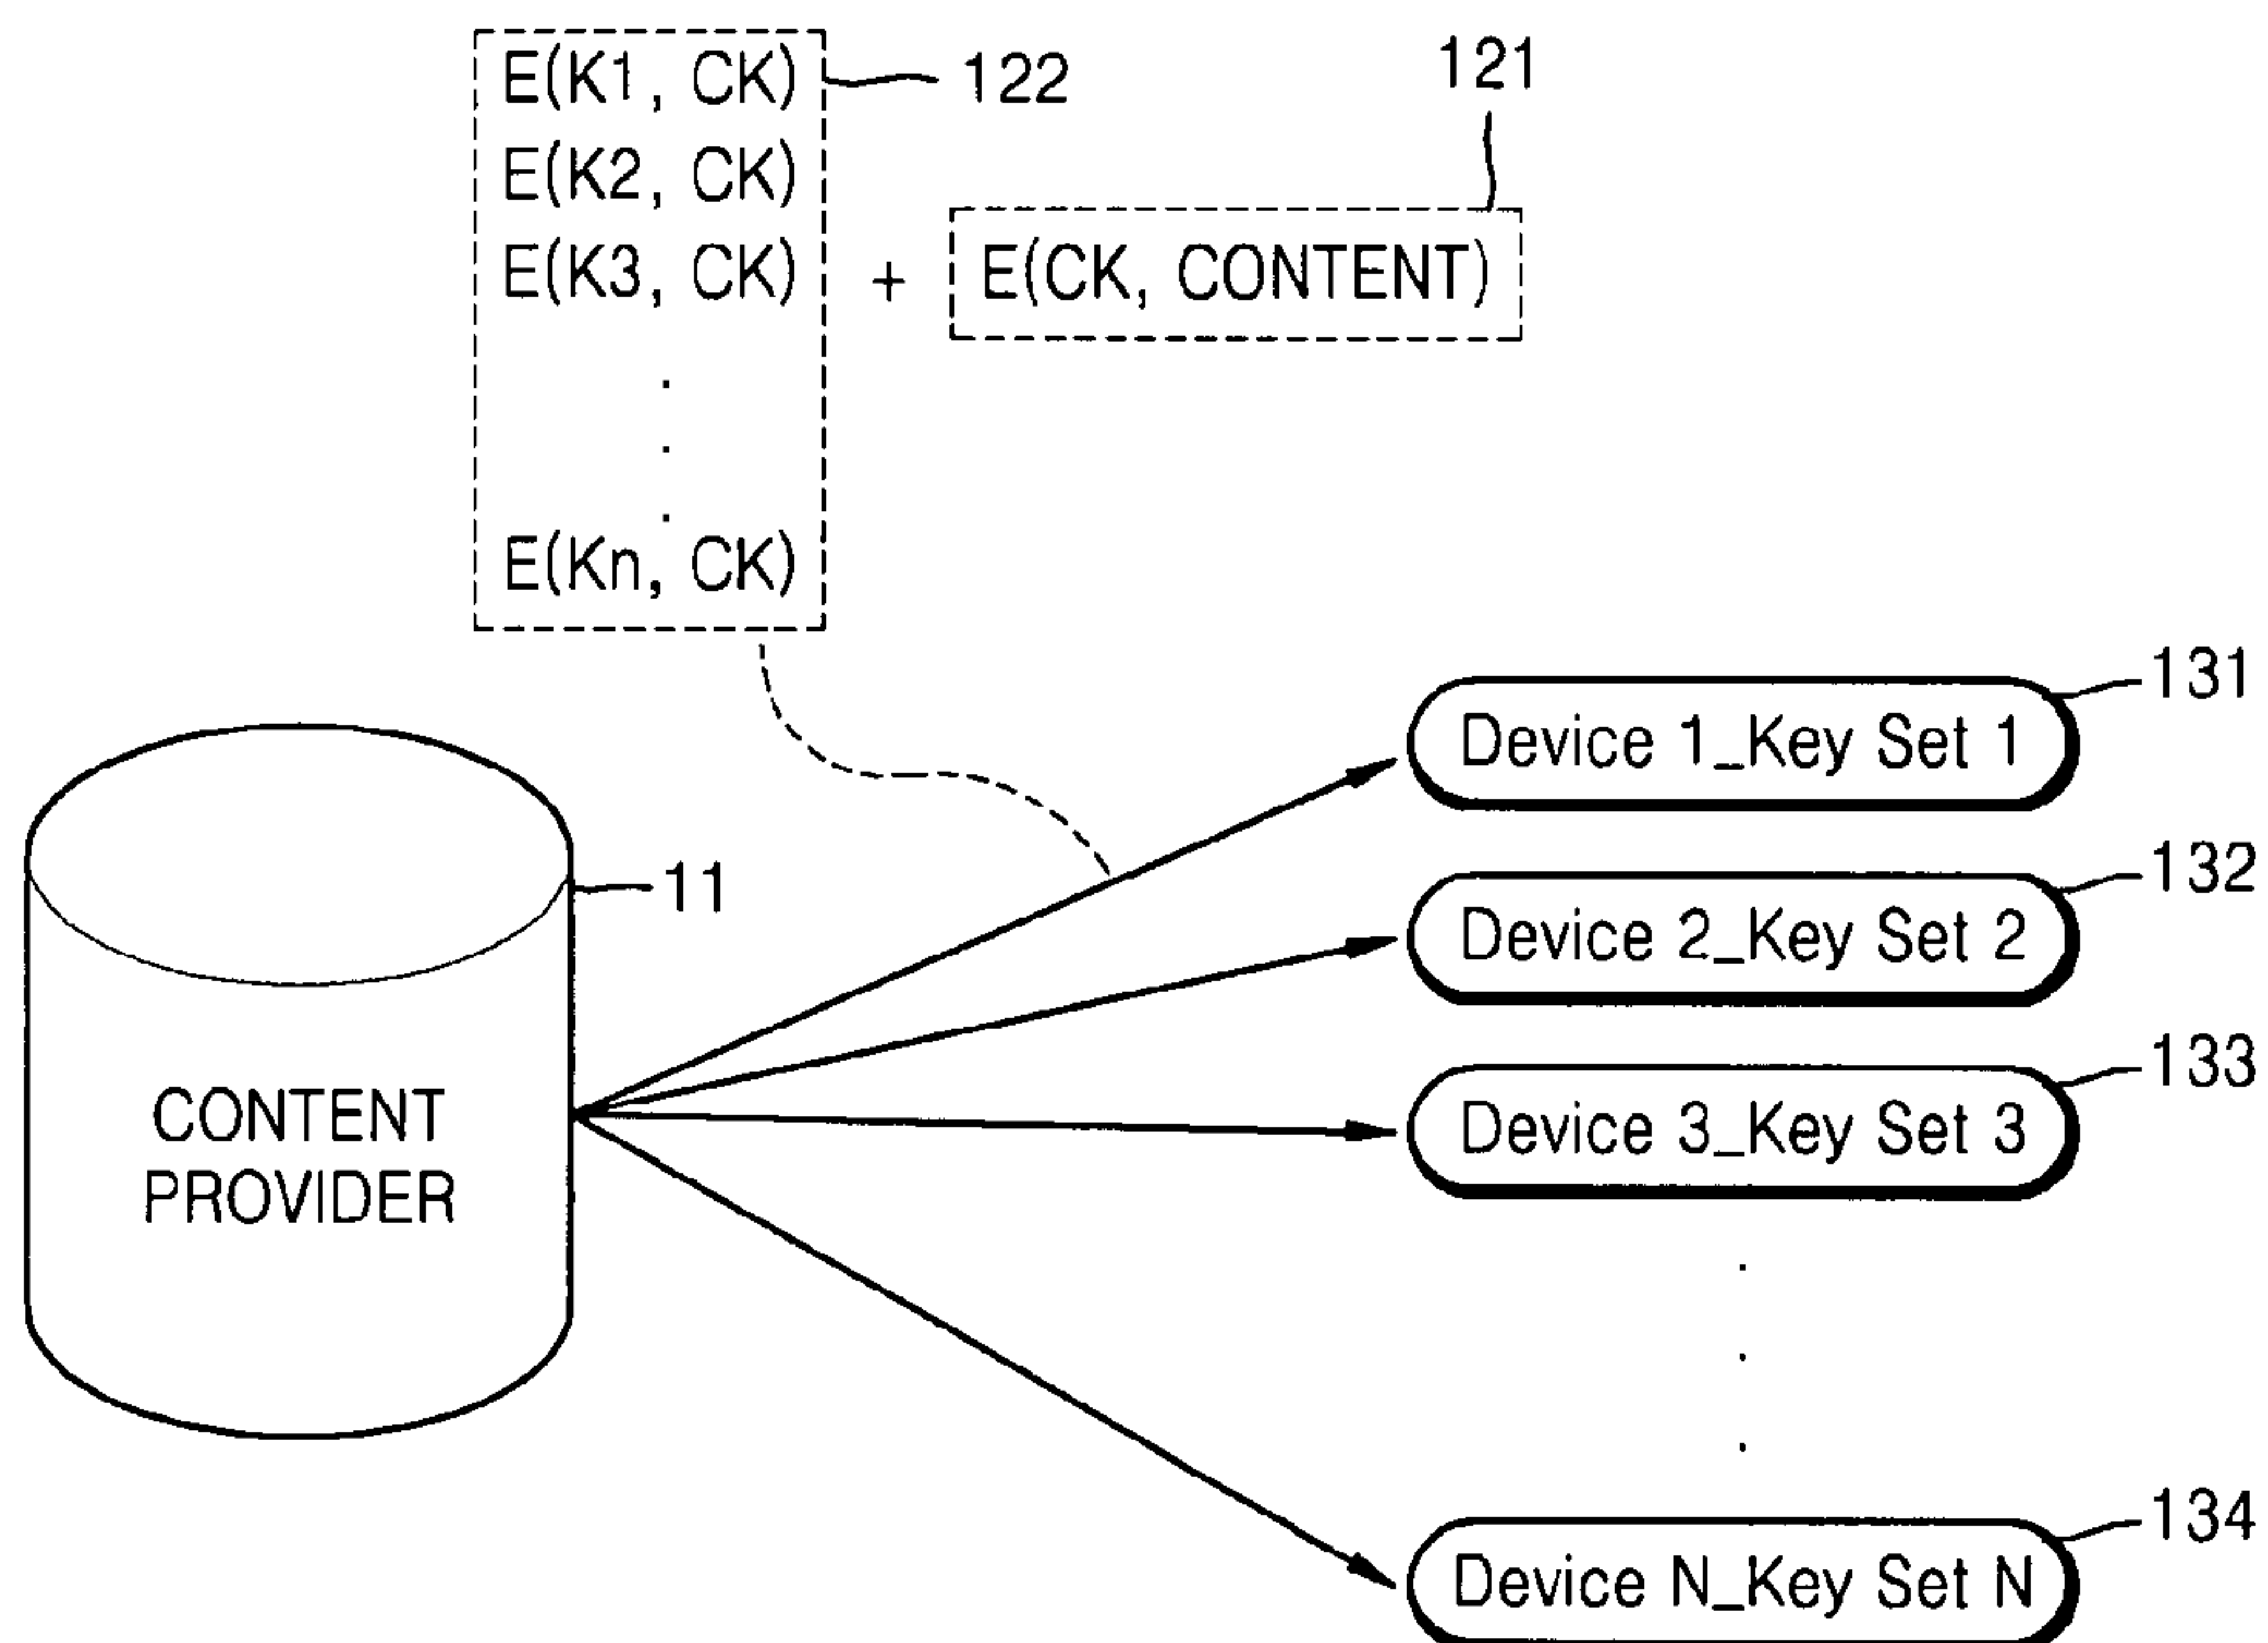 E(K1, CK)
122
121
E(K2, CK)
E(K3, CK)
+
E(CK, CONTENT)
.
.
.
E(Kn, CK)
131
Device 1_Key Set 1
11
132
Device 2_Key Set 2
133
Device 3_Key Set 3
CONTENT
PROVIDER
.
.
.
134
Device N_Key Set N